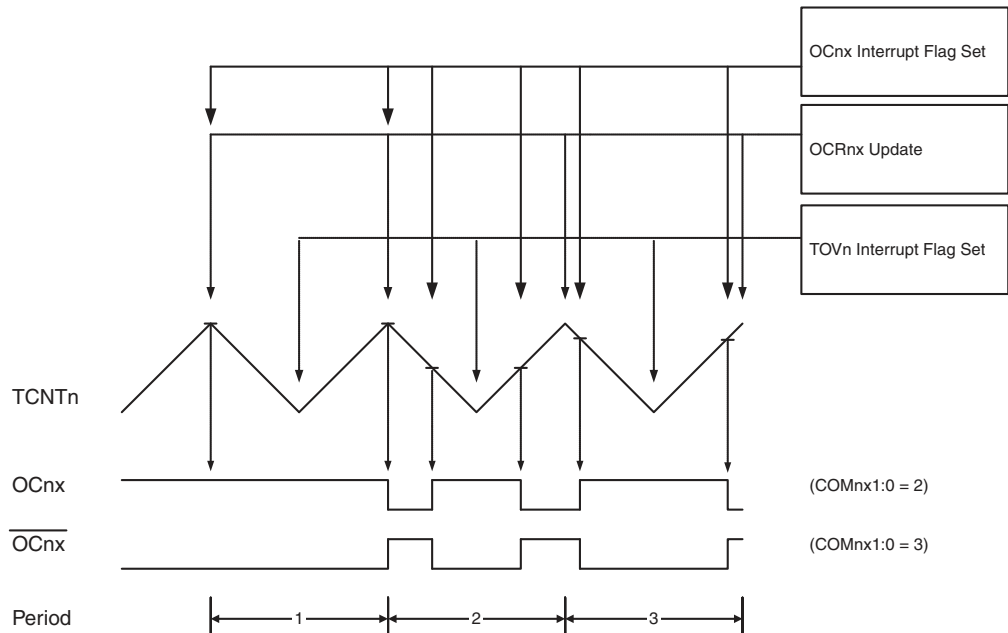 OCnx Interrupt Flag Set
OCRnx Update
TOVn Interrupt Flag Set
TCNTn
OCnx (COMnx1:0 = 2)
OCnx (COMnx1:0 = 3)
Period 1 2 3